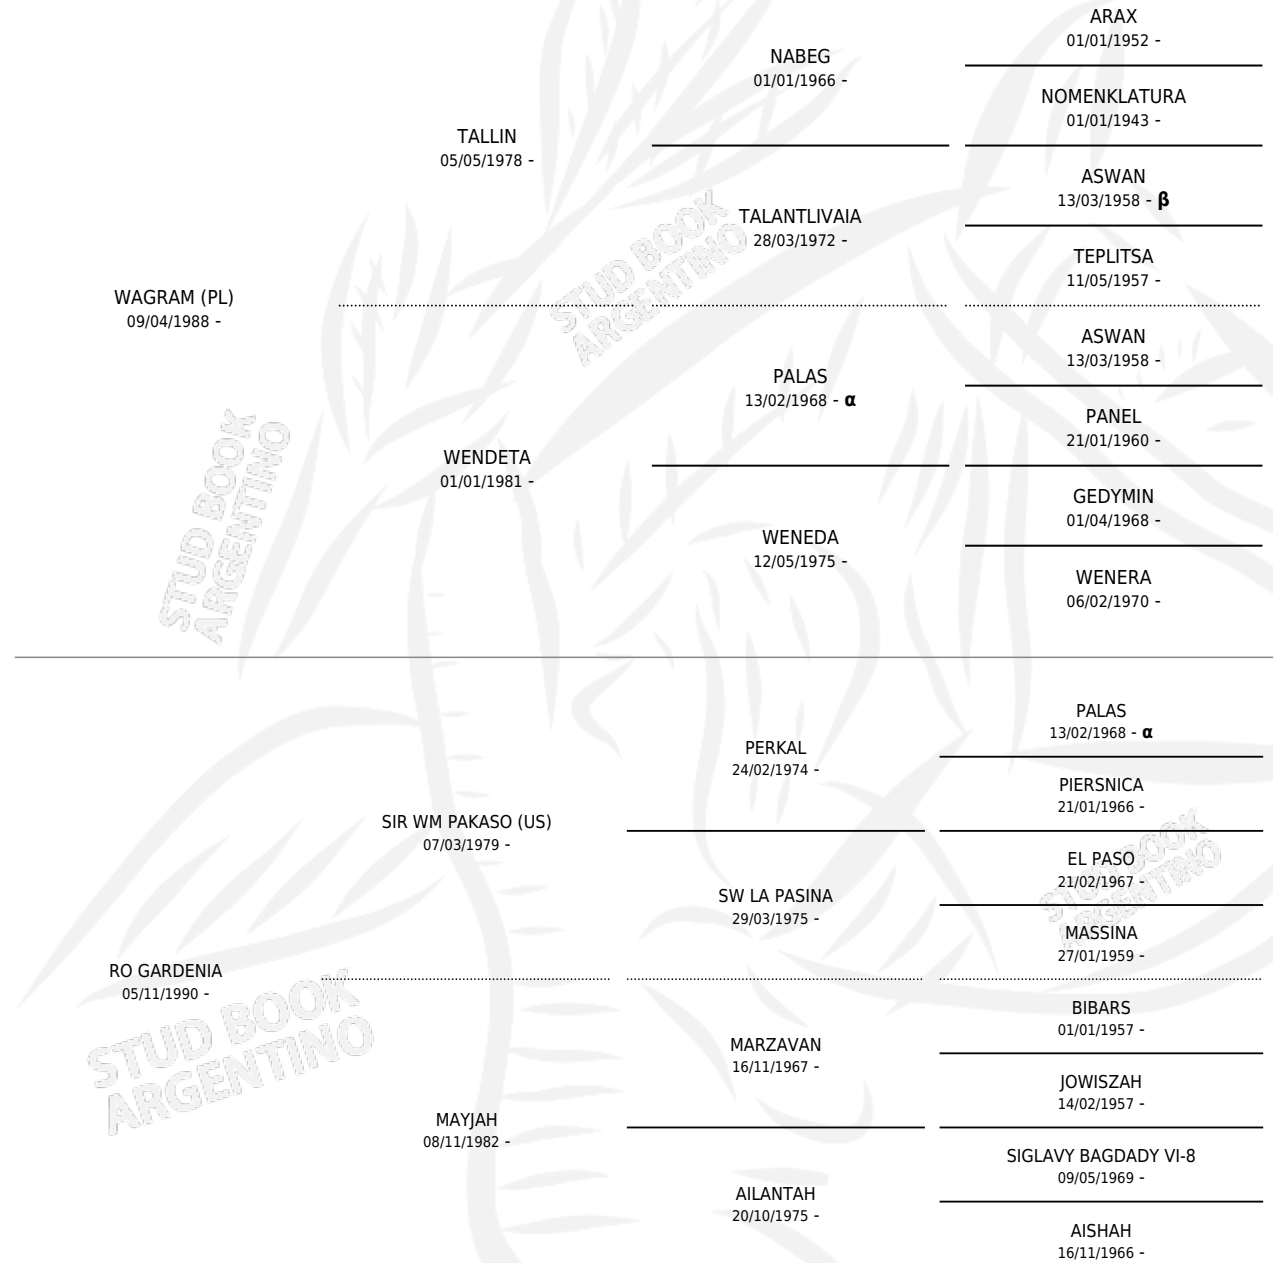 ARAX
01/01/1952 -
NABEG
01/01/1966 -
NOMENKLATURA
01/01/1943 -
TALLIN
05/05/1978 -
ASWAN
13/03/1958 - β
TALANTLIVAIA
28/03/1972 -
TEPLITSA
11/05/1957 -
WAGRAM (PL)
09/04/1988 -
ASWAN
13/03/1958 -
PALAS
13/02/1968 - α
PANEL
21/01/1960 -
WENDETA
01/01/1981 -
GEDYMIN
01/04/1968 -
WENEDA
12/05/1975 -
WENERA
06/02/1970 -
PALAS
13/02/1968 - α
PERKAL
24/02/1974 -
PIERSNICA
21/01/1966 -
SIR WM PAKASO (US)
07/03/1979 -
EL PASO
21/02/1967 -
SW LA PASINA
29/03/1975 -
MASSINA
27/01/1959 -
RO GARDENIA
05/11/1990 -
BIBARS
01/01/1957 -
MARZAVAN
16/11/1967 -
JOWISZAH
14/02/1957 -
MAYJAH
08/11/1982 -
SIGLAVY BAGDADY VI-8
09/05/1969 -
AILANTAH
20/10/1975 -
AISHAH
16/11/1966 -
STUD BOOK
ARGENTINO
STUD BOOK
ARGENTINO
STUD BOOK
ARGENTINO
STUD BOOK
ARGENTINO